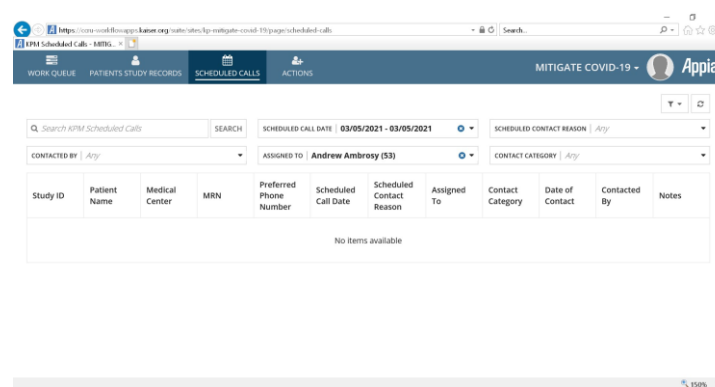 https://ccru-workflowapps.kaiser.org/suite/sites/kp-mitigate-covid-19/page/scheduled-calls
Search...
KPM Scheduled Calls - MITIG...
WORK QUEUE PATIENTS STUDY RECORDS SCHEDULED CALLS ACTIONS MITIGATE COVID-19 Appia
Search KPM Scheduled Calls SEARCH SCHEDULED CALL DATE 03/05/2021 - 03/05/2021 SCHEDULED CONTACT REASON Any
CONTACTED BY Any ASSIGNED TO Andrew Ambrosy (53) CONTACT CATEGORY Any
Study ID Patient Name Medical Center MRN Preferred Phone Number Scheduled Call Date Scheduled Contact Reason Assigned To Contact Category Date of Contact Contacted By Notes
No items available
150%